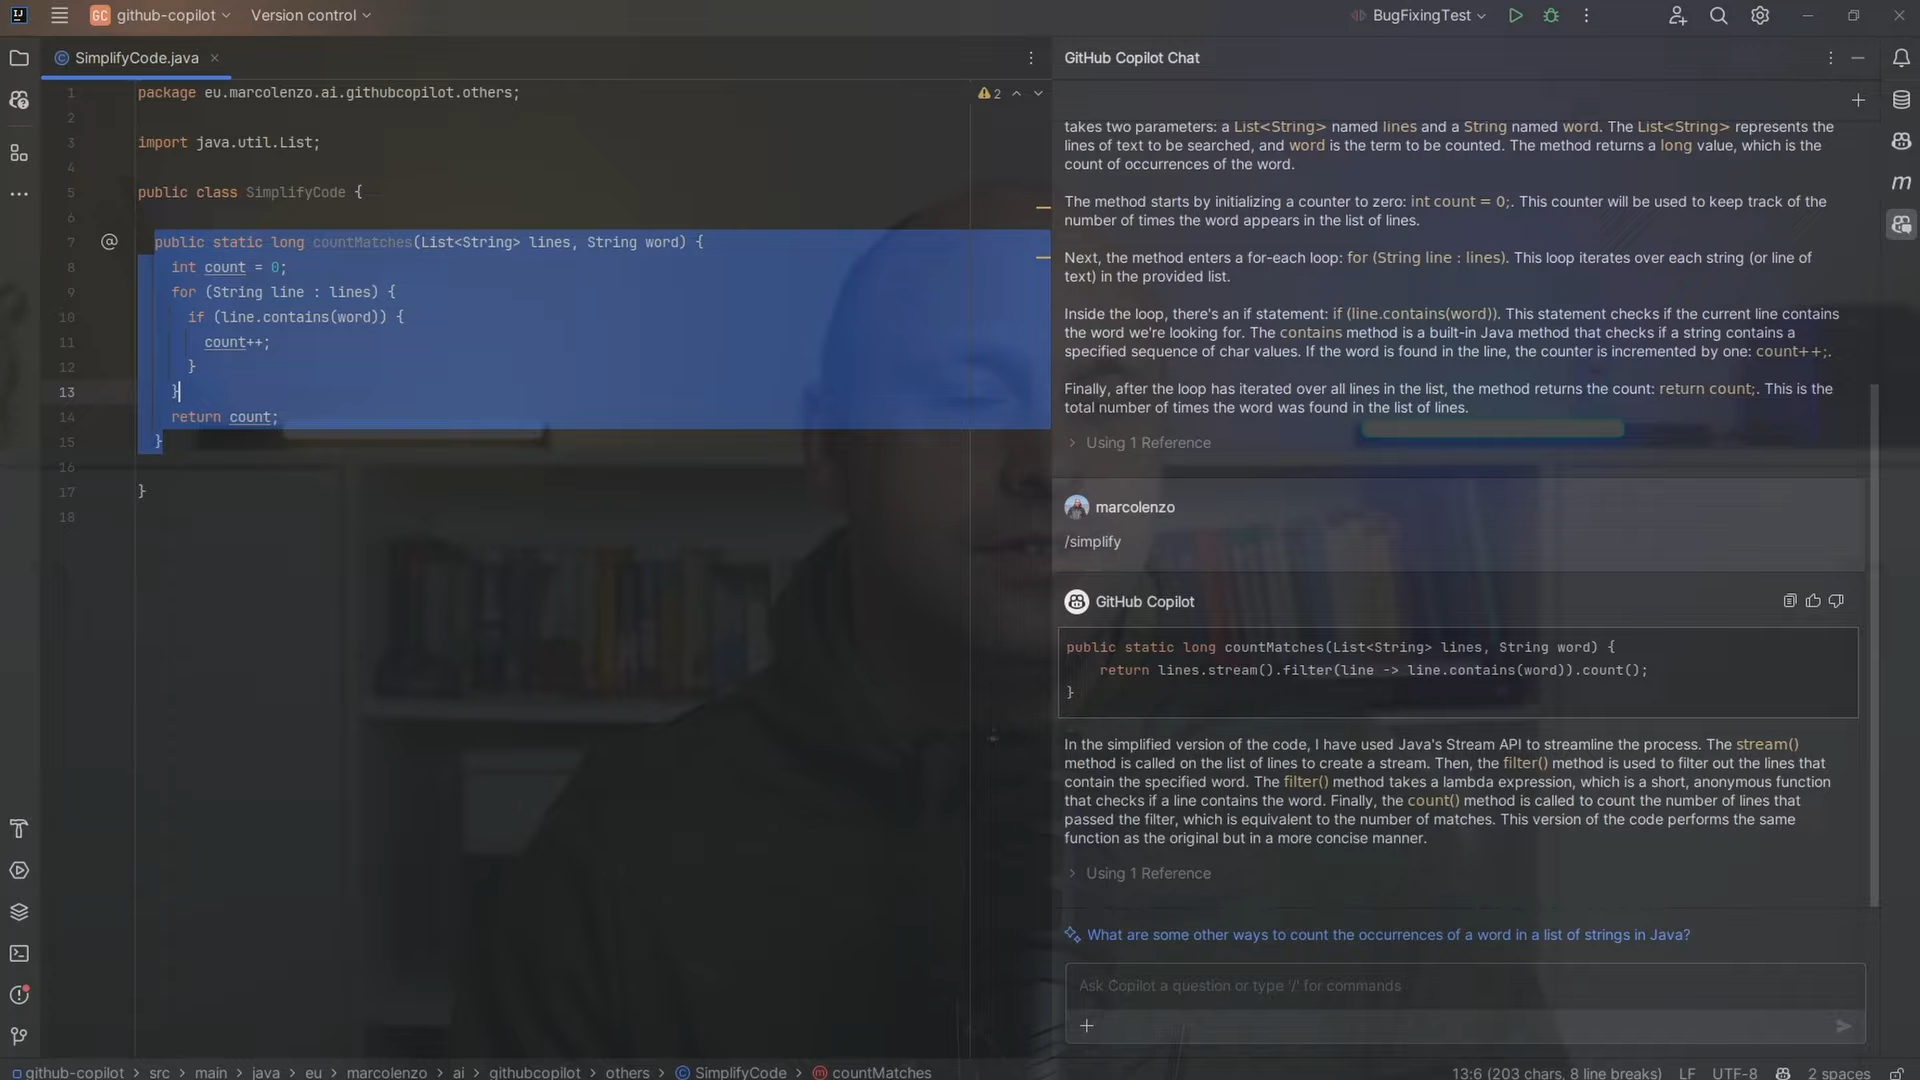 github-copilot
Version control
BugFixingTest
SimplifyCode.java
GitHub Copilot Chat
1 package eu.marcolenzo.ai.githubcopilot.others;
2
2
3 import java.util.List;
4
5 public class SimplifyCode {
6
7 public static long countMatches(List<String> lines, String word) {
8 int count = 0;
9 for (String line : lines) {
10 if (line.contains(word)) {
11 count++;
12 }
13 }
14 return count;
15 }
16
17 }
18
takes two parameters: a List<String> named lines and a String named word. The List<String> represents the
lines of text to be searched, and word is the term to be counted. The method returns a long value, which is the
count of occurrences of the word.
The method starts by initializing a counter to zero: int count = 0;. This counter will be used to keep track of the
number of times the word appears in the list of lines.
Next, the method enters a for-each loop: for (String line : lines). This loop iterates over each string (or line of
text) in the provided list.
Inside the loop, there's an if statement: if (line.contains(word)). This statement checks if the current line contains
the word we're looking for. The contains method is a built-in Java method that checks if a string contains a
specified sequence of char values. If the word is found in the line, the counter is incremented by one: count++;.
Finally, after the loop has iterated over all lines in the list, the method returns the count: return count;. This is the
total number of times the word was found in the list of lines.
Using 1 Reference
marcolenzo
/simplify
GitHub Copilot
public static long countMatches(List<String> lines, String word) {
return lines.stream().filter(line -> line.contains(word)).count();
}
In the simplified version of the code, I have used Java's Stream API to streamline the process. The stream()
method is called on the list of lines to create a stream. Then, the filter() method is used to filter out the lines that
contain the specified word. The filter() method takes a lambda expression, which is a short, anonymous function
that checks if a line contains the word. Finally, the count() method is called to count the number of lines that
passed the filter, which is equivalent to the number of matches. This version of the code performs the same
function as the original but in a more concise manner.
Using 1 Reference
What are some other ways to count the occurrences of a word in a list of strings in Java?
Ask Copilot a question or type '/' for commands
github-copilot > src > main > java > eu > marcolenzo > ai > githubcopilot > others > SimplifyCode > countMatches
13:6 (203 chars, 8 line breaks) LF UTF-8 2 spaces